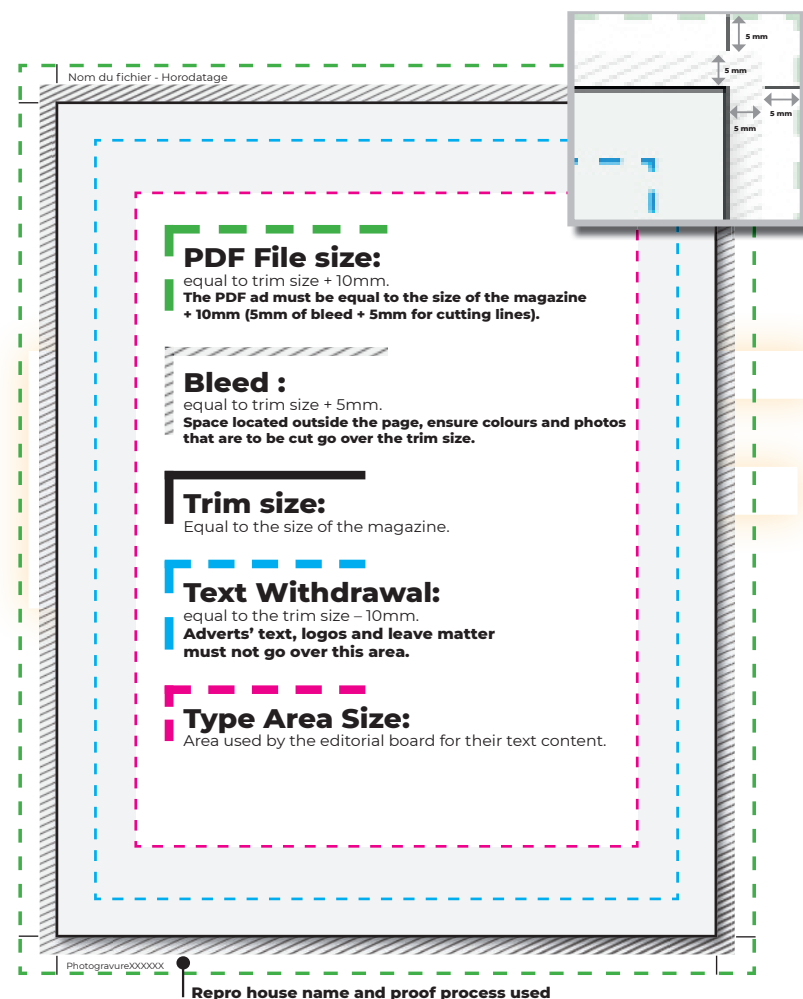 Nom du fichier - Horodatage
5 mm
5 mm
5 mm
5 mm
PDF File size:
equal to trim size + 10mm.
The PDF ad must be equal to the size of the magazine
+ 10mm (5mm of bleed + 5mm for cutting lines).
Bleed :
equal to trim size + 5mm.
Space located outside the page, ensure colours and photos
that are to be cut go over the trim size.
Trim size:
Equal to the size of the magazine.
Text Withdrawal:
equal to the trim size – 10mm.
Adverts’ text, logos and leave matter
must not go over this area.
Type Area Size:
Area used by the editorial board for their text content.
PhotogravureXXXXXX
Repro house name and proof process used